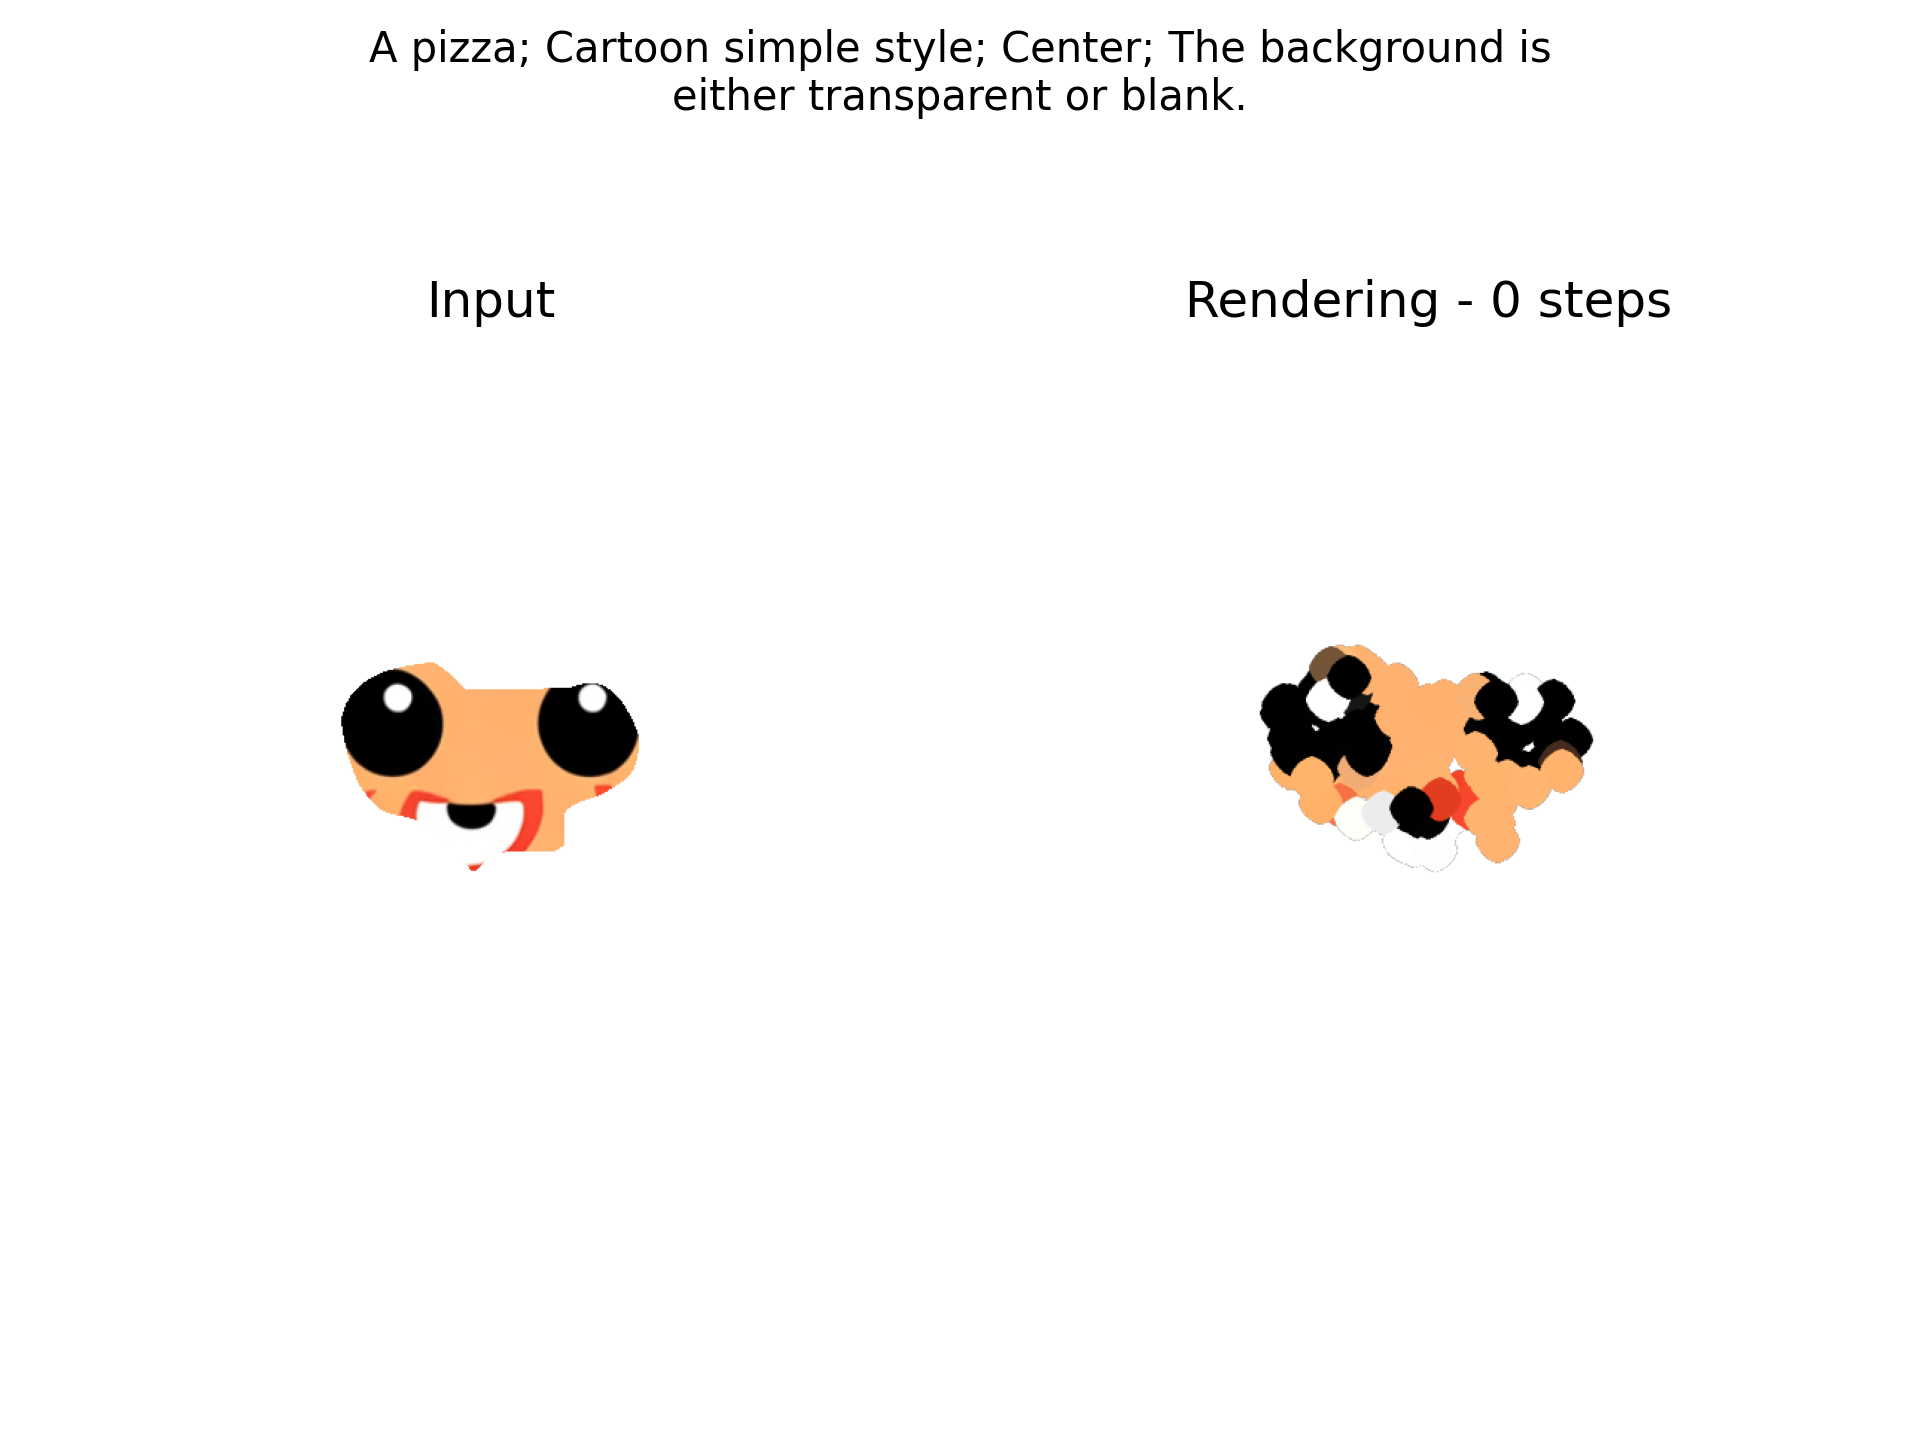 A pizza; Cartoon simple style; Center; The background is
either transparent or blank.
Input
Rendering - 0 steps